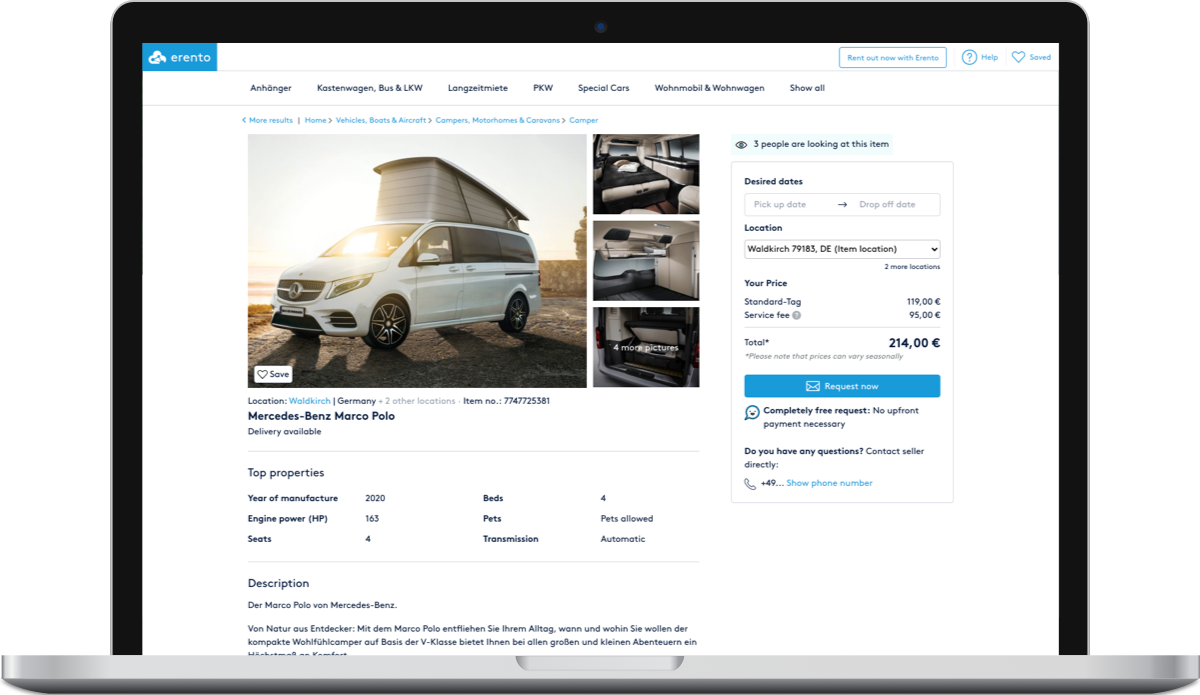 erento
Rent out now with Erento
Help
Saved
Anhänger
Kastenwagen, Bus & LKW
Langzeitmiete
PKW
Special Cars
Wohnmobil & Wohnwagen
Show all
More results | Home > Vehicles, Boats & Aircraft > Campers, Motorhomes & Caravans > Camper
4 more pictures
Save
Location: Waldkirch | Germany + 2 other locations · Item no.: 7747725381
Mercedes-Benz Marco Polo
Delivery available
Top properties
Year of manufacture 2020 Beds 4
Engine power (HP) 163 Pets Pets allowed
Seats 4 Transmission Automatic
Description
Der Marco Polo von Mercedes-Benz.
Von Natur aus Entdecker: Mit dem Marco Polo entfliehen Sie Ihrem Alltag, wann und wohin Sie wollen der
kompakte Wohlfühlcamper auf Basis der V-Klasse bietet Ihnen bei allen großen und kleinen Abenteuern ein
Höchstmaß an Komfort.
3 people are looking at this item
Desired dates
Pick up date → Drop off date
Location
Waldkirch 79183, DE (Item location)
2 more locations
Your Price
Standard-Tag 119,00 €
Service fee ? 95,00 €
Total* 214,00 €
*Please note that prices can vary seasonally
Request now
Completely free request: No upfront
payment necessary
Do you have any questions? Contact seller
directly:
+49... Show phone number